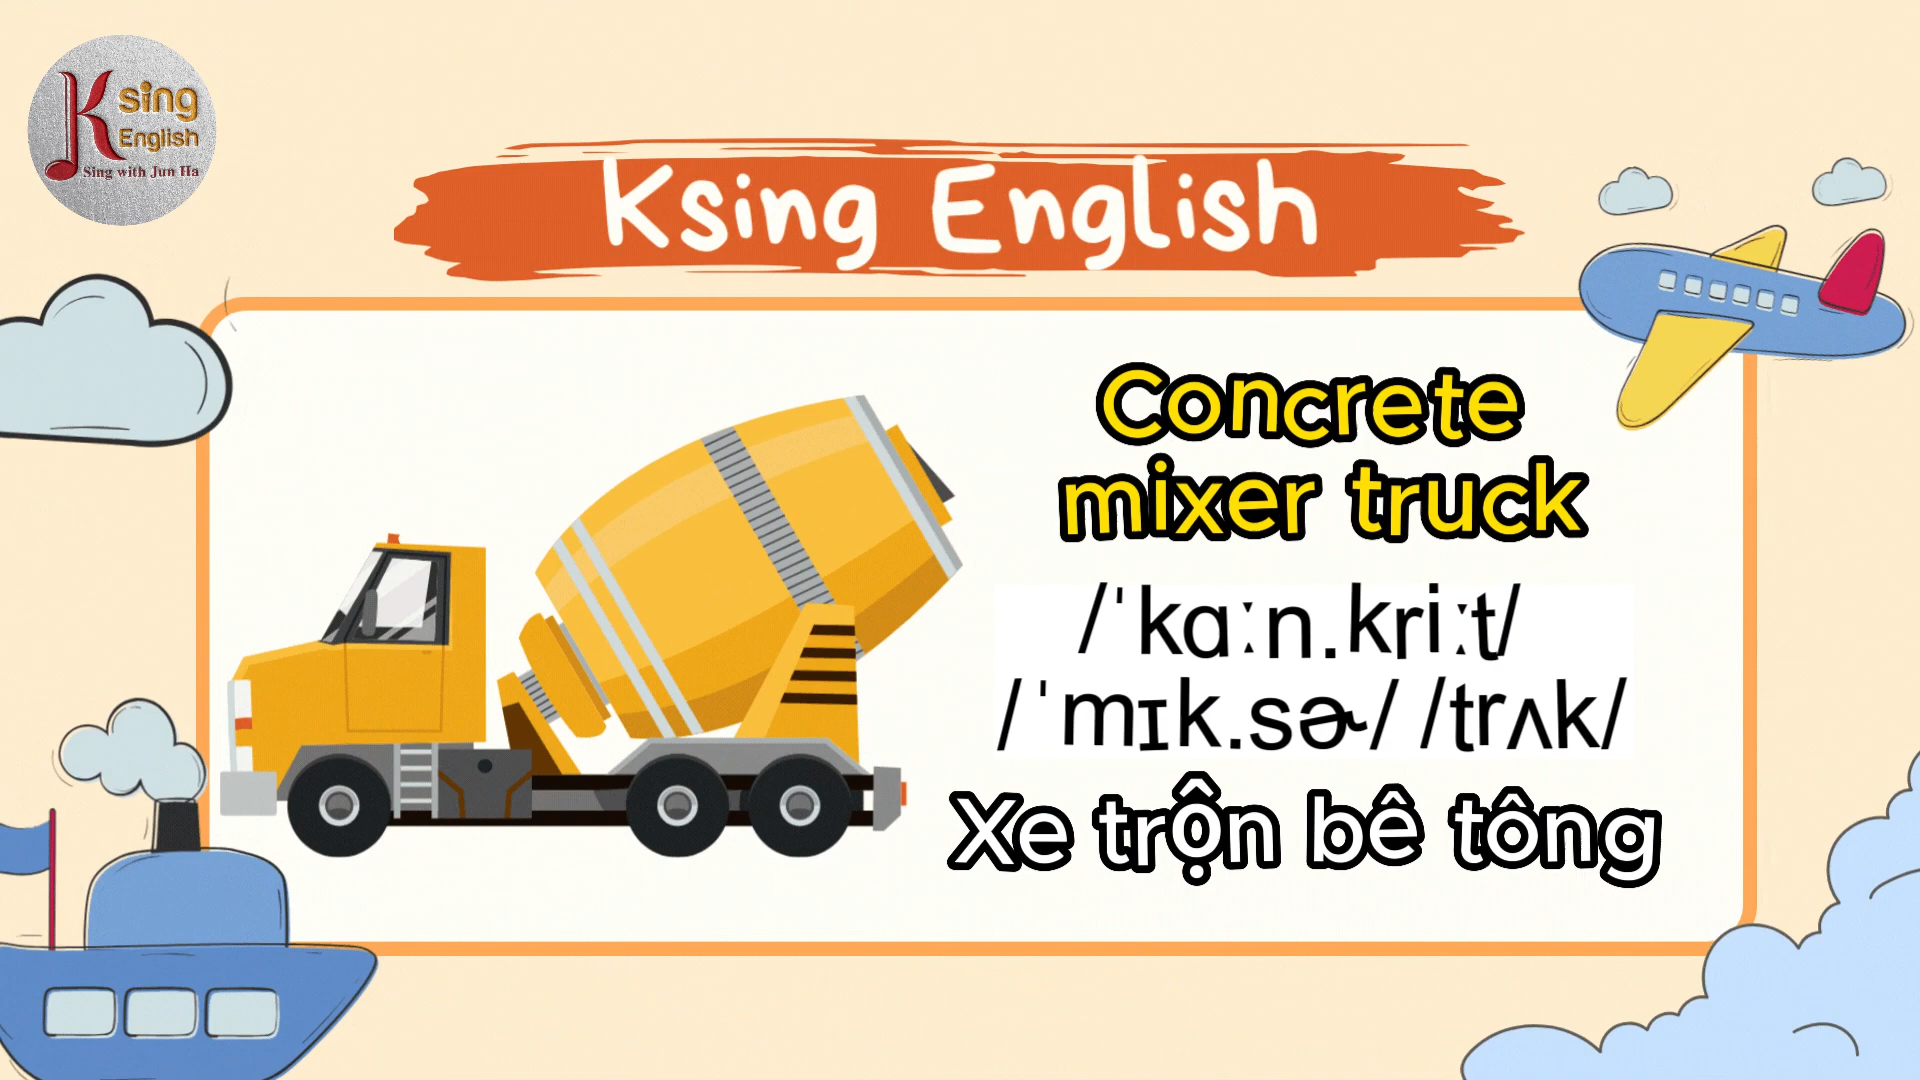 Ksing
English
Sing with Jun Ha
Ksing English
Concrete
mixer truck
/ˈkɑːn.kriːt/
/ˈmɪk.sɚ/ /trʌk/
Xe trộn bê tông